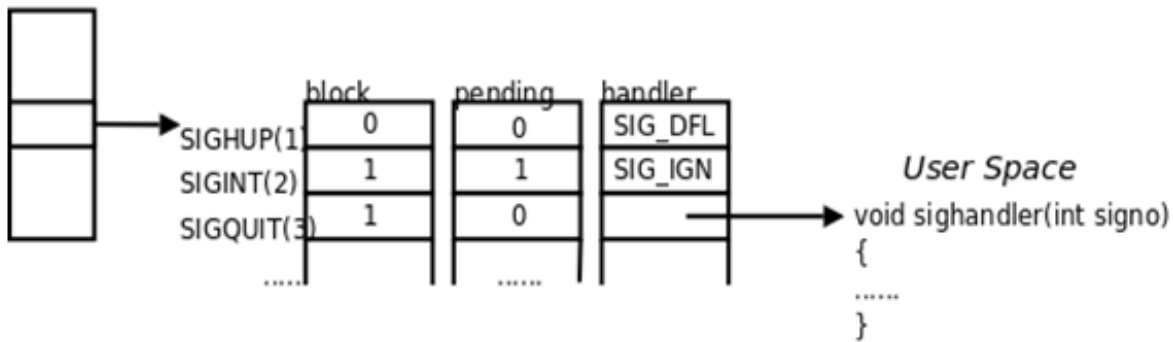 block pending handler
SIGHUP(1) 0 0 SIG_DFL
SIGINT(2) 1 1 SIG_IGN
User Space
SIGQUIT(3) 1 0 void sighandler(int signo)
{
...... ...... ......
}